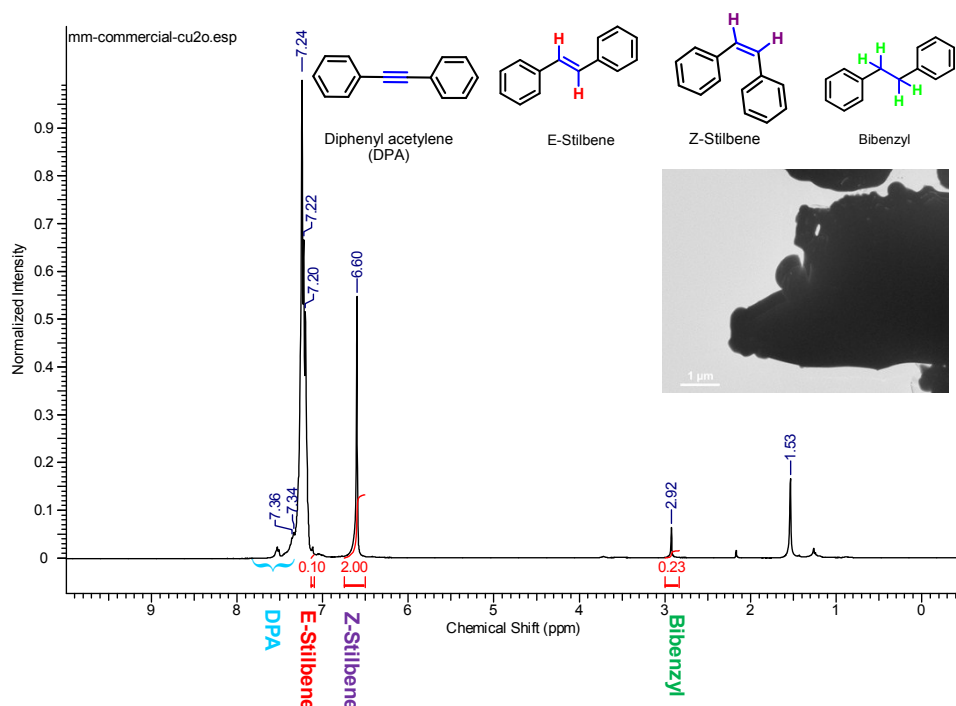 mm-commercial-cu2o.esp
7.24
H
H
H
H
H
H
H
H
Diphenyl acetylene
(DPA)
E-Stilbene
Z-Stilbene
Bibenzyl
0.9
0.8
0.7
0.6
0.5
0.4
0.3
0.2
0.1
0
Normalized Intensity
7.22
7.20
6.60
7.36
7.34
2.92
1.53
1 μm
0.10
2.00
0.23
9
8
7
6
5
4
3
2
1
0
Chemical Shift (ppm)
DPA
E-Stilbene
Z-Stilbene
Bibenzyl